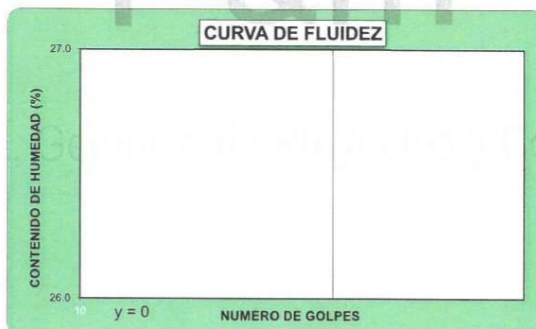 CURVA DE FLUIDEZ
27.0
CONTENIDO DE HUMEDAD (%)
26.0
10
y = 0
NUMERO DE GOLPES